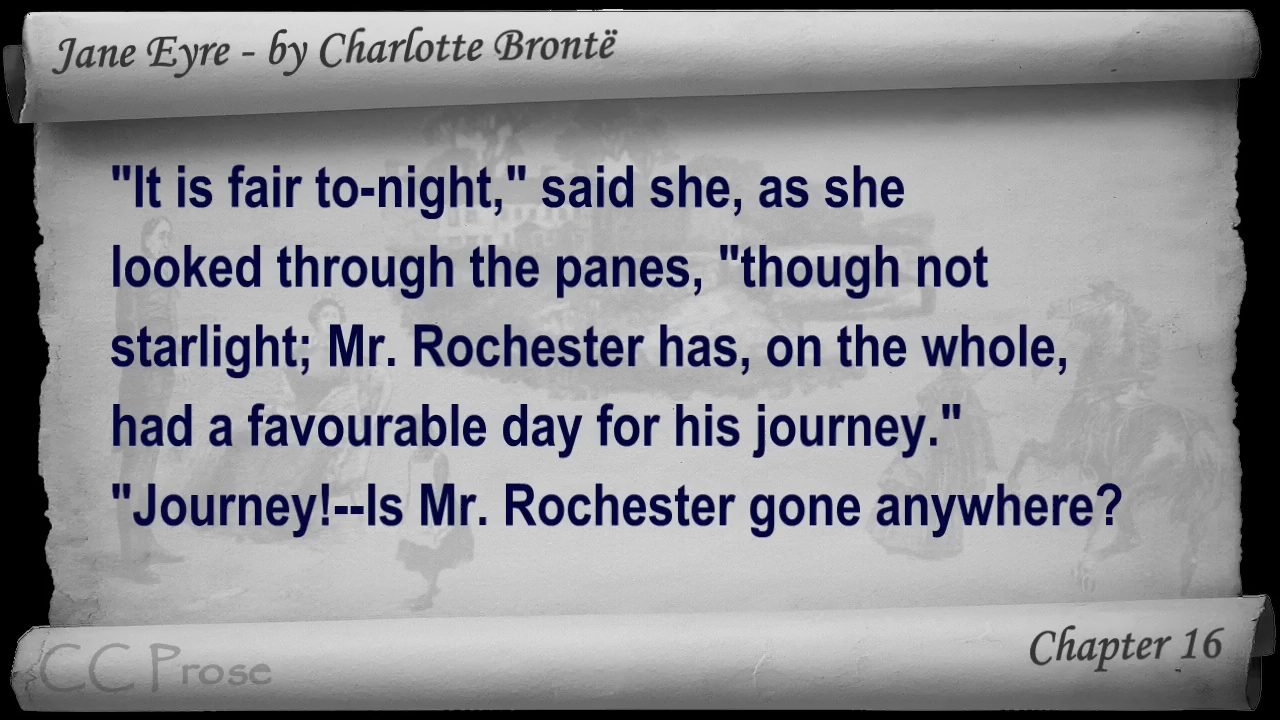 Jane Eyre - by Charlotte Brontë
"It is fair to-night," said she, as she
looked through the panes, "though not
starlight; Mr. Rochester has, on the whole,
had a favourable day for his journey."
"Journey!--Is Mr. Rochester gone anywhere?
Chapter 16
CC Prose